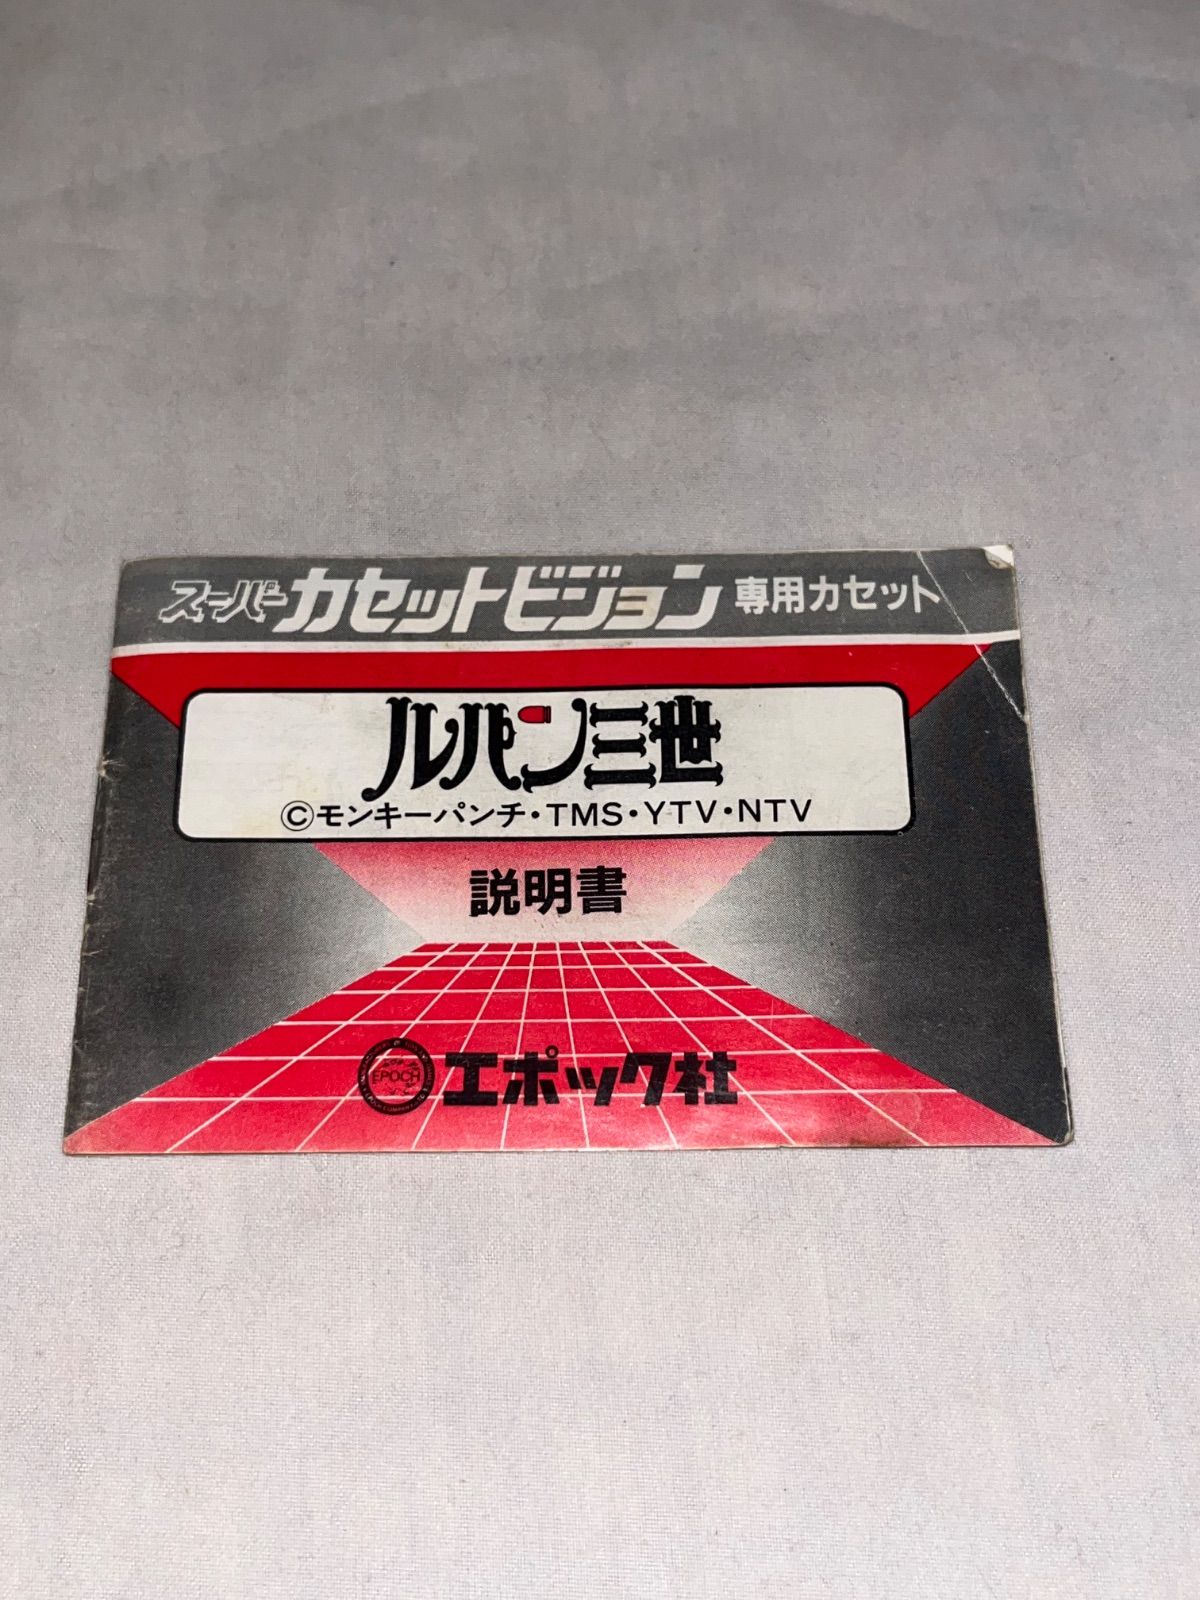 スーパーカセットビジョン 専用カセット
ルパン三世
©モンキーパンチ・TMS・YTV・NTV
説明書
EPOCH
エポック社